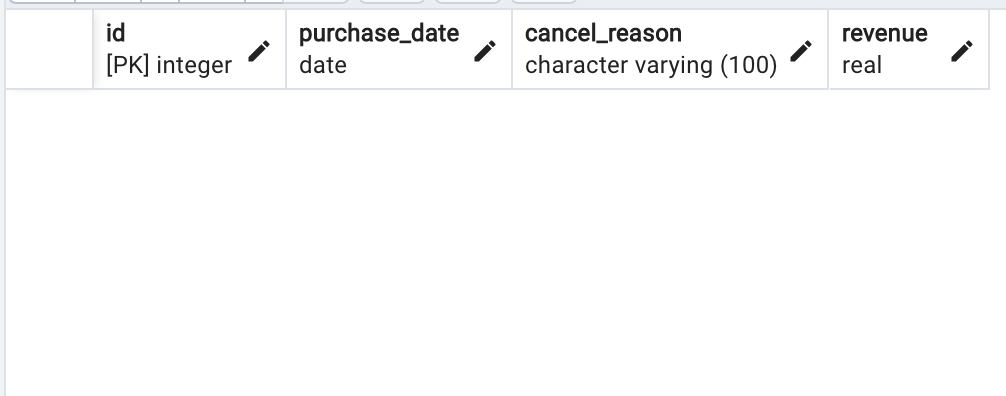 id
[PK] integer
purchase_date
date
cancel_reason
character varying (100)
revenue
real